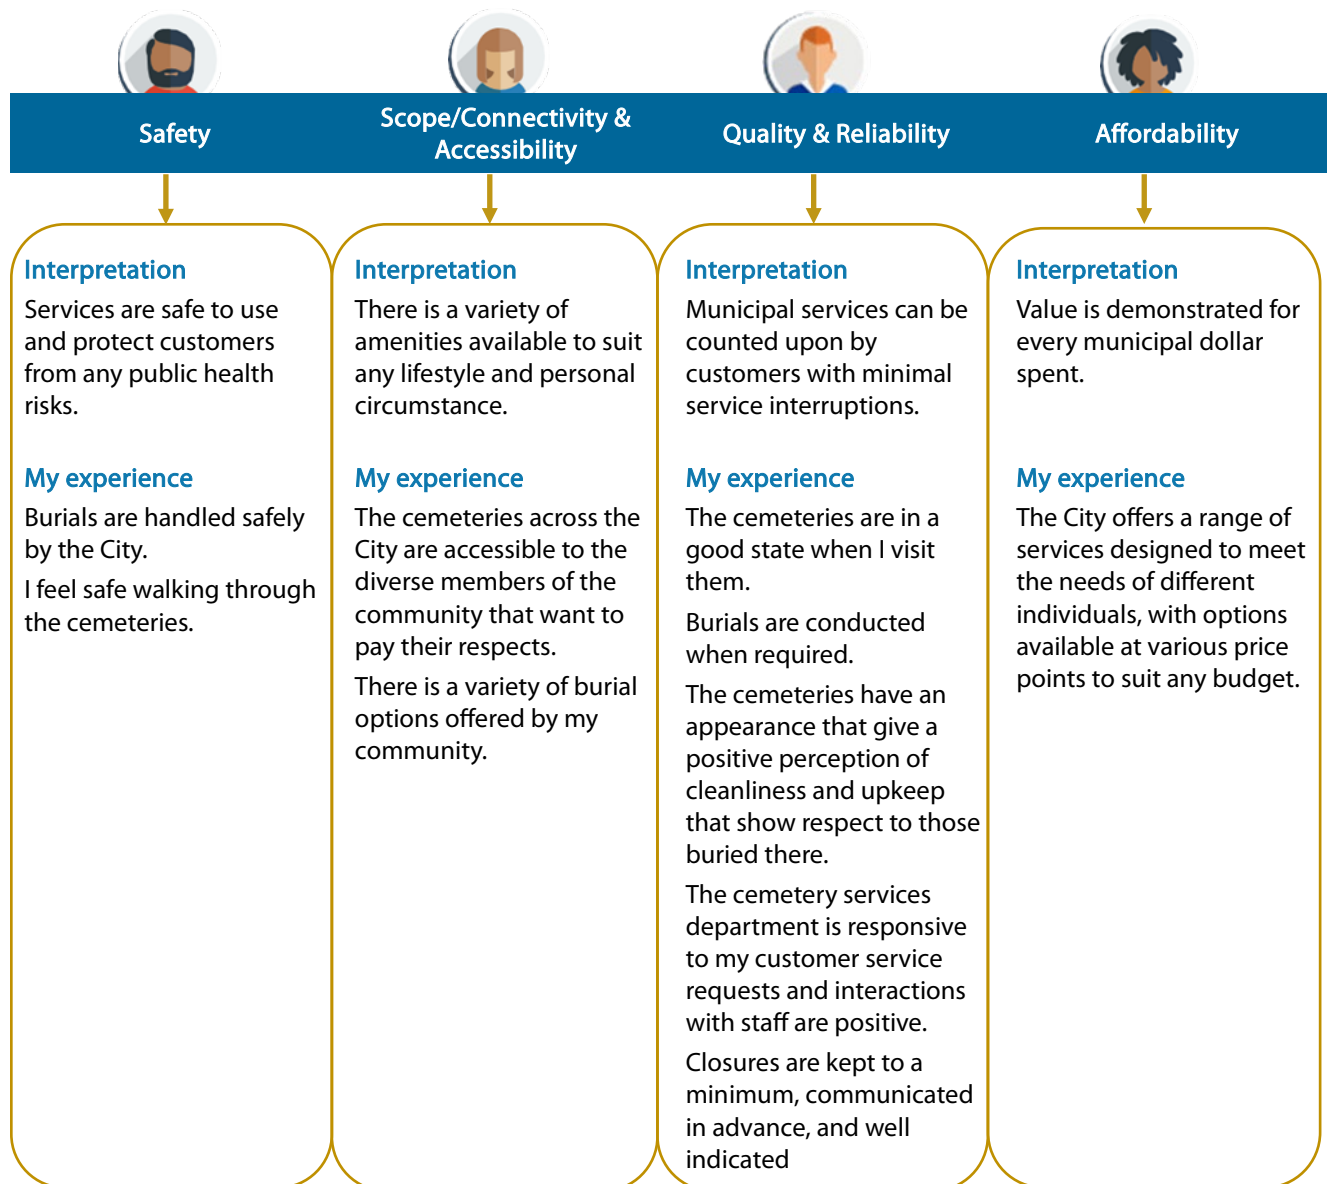 Safety
Scope/Connectivity &
Accessibility
Quality & Reliability
Affordability
Interpretation
Services are safe to use
and protect customers
from any public health
risks.
My experience
Burials are handled safely
by the City.
I feel safe walking through
the cemeteries.
Interpretation
There is a variety of
amenities available to suit
any lifestyle and personal
circumstance.
My experience
The cemeteries across the
City are accessible to the
diverse members of the
community that want to
pay their respects.
There is a variety of burial
options offered by my
community.
Interpretation
Municipal services can be
counted upon by
customers with minimal
service interruptions.
My experience
The cemeteries are in a
good state when I visit
them.
Burials are conducted
when required.
The cemeteries have an
appearance that give a
positive perception of
cleanliness and upkeep
that show respect to those
buried there.
The cemetery services
department is responsive
to my customer service
requests and interactions
with staff are positive.
Closures are kept to a
minimum, communicated
in advance, and well
indicated
Interpretation
Value is demonstrated for
every municipal dollar
spent.
My experience
The City offers a range of
services designed to meet
the needs of different
individuals, with options
available at various price
points to suit any budget.